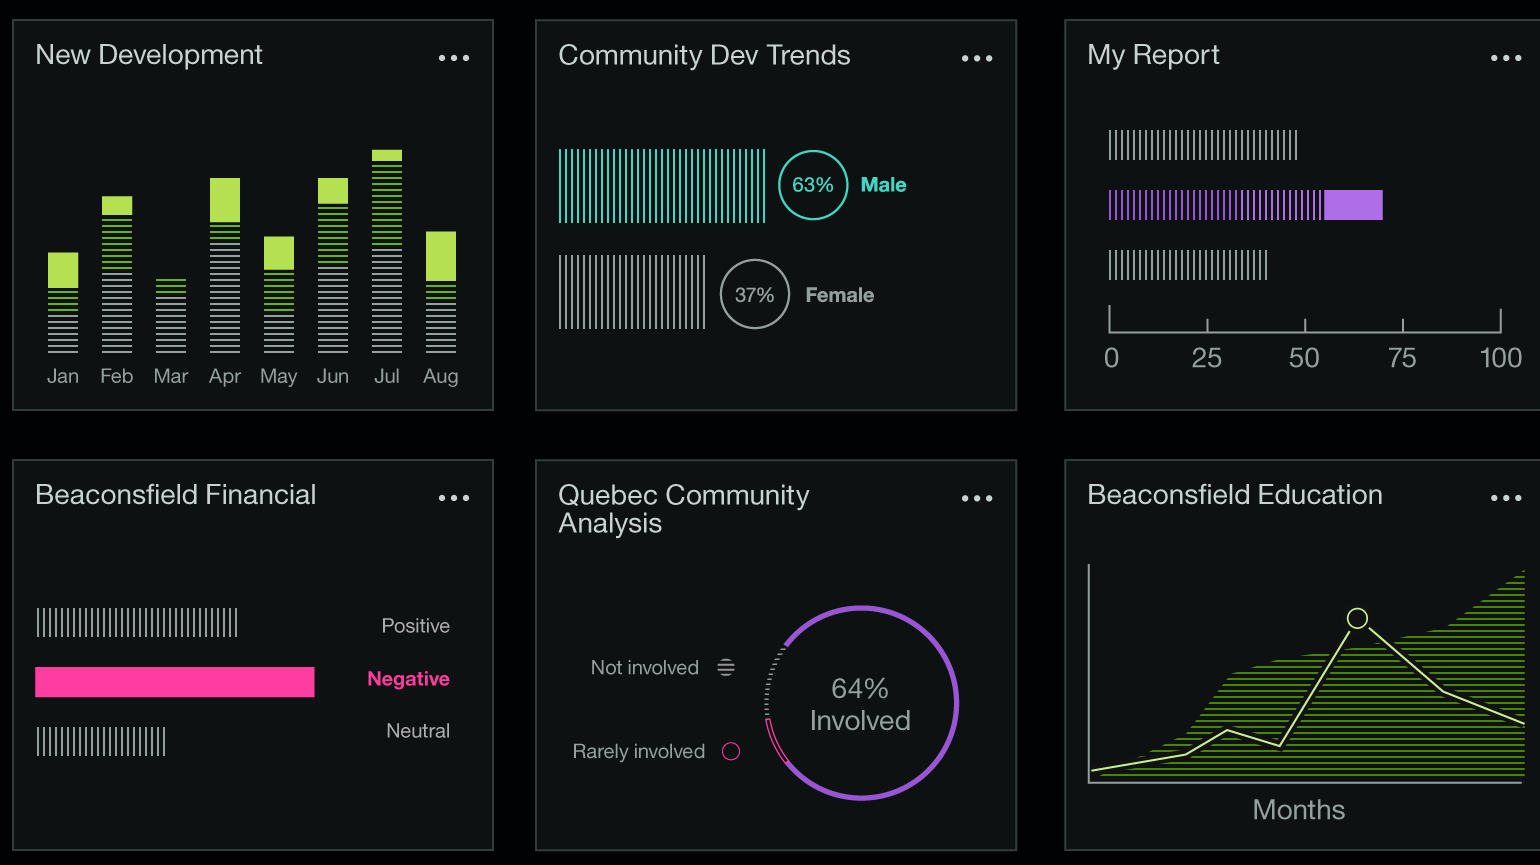 New Development
Jan Feb Mar Apr May Jun Jul Aug
Community Dev Trends
63% Male
37% Female
My Report
0 25 50 75 100
Beaconsfield Financial
Positive
Negative
Neutral
Quebec Community
Analysis
Not involved
Rarely involved
64%
Involved
Beaconsfield Education
Months